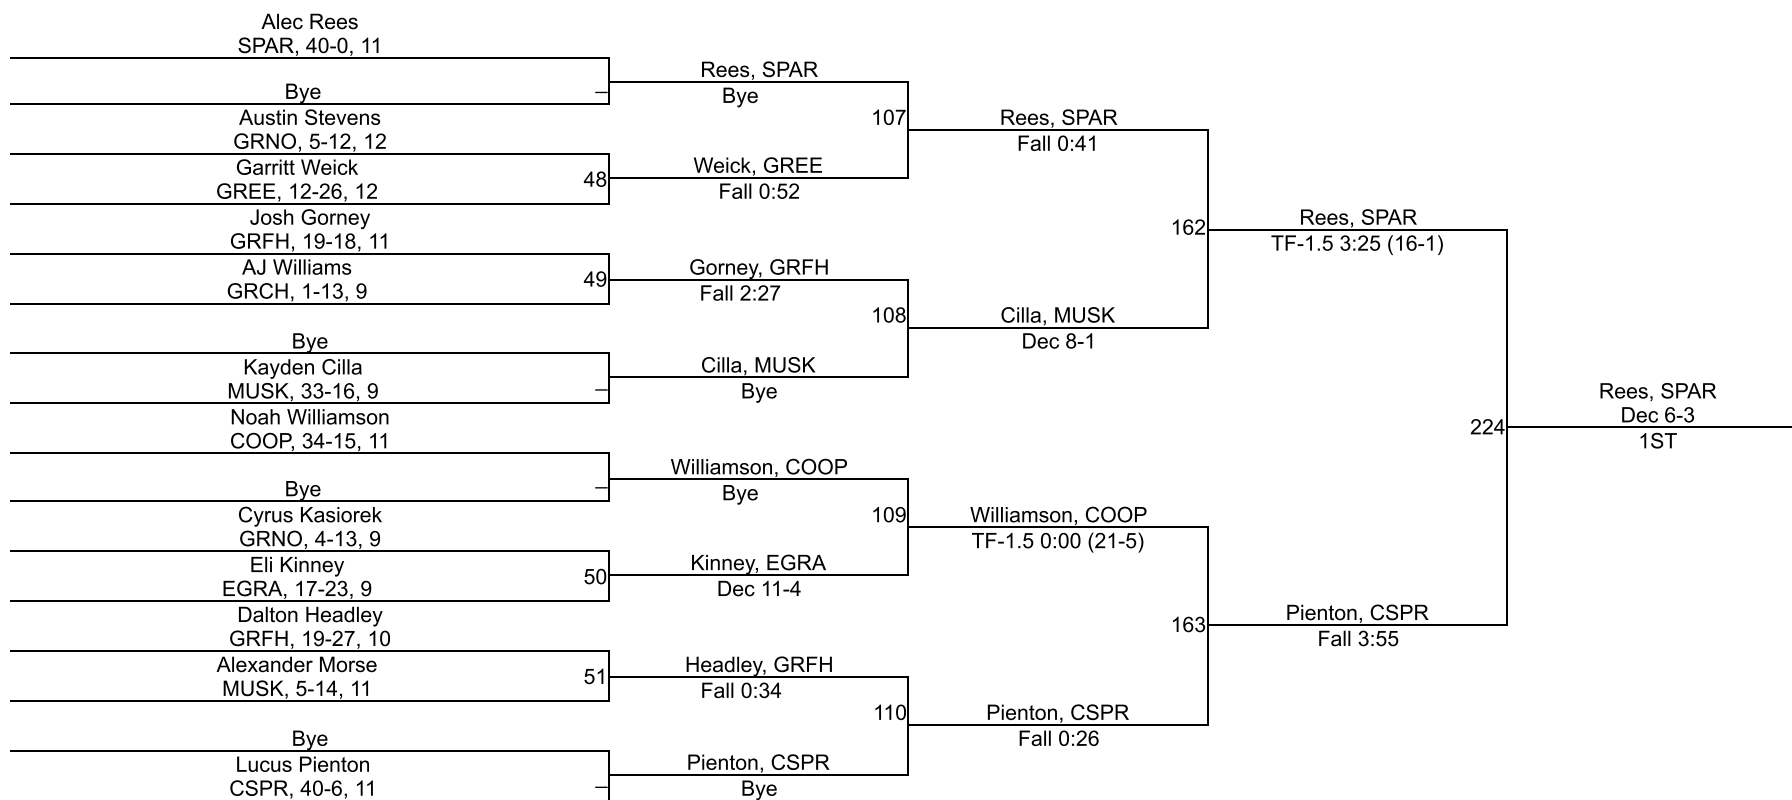 Alec Rees
SPAR, 40-0, 11
Bye
–
Austin Stevens
GRNO, 5-12, 12
Garritt Weick
GREE, 12-26, 12
48
Josh Gorney
GRFH, 19-18, 11
AJ Williams
GRCH, 1-13, 9
49
Bye
Kayden Cilla
MUSK, 33-16, 9
–
Noah Williamson
COOP, 34-15, 11
Bye
–
Cyrus Kasiorek
GRNO, 4-13, 9
Eli Kinney
EGRA, 17-23, 9
50
Dalton Headley
GRFH, 19-27, 10
Alexander Morse
MUSK, 5-14, 11
51
Bye
Lucus Pienton
CSPR, 40-6, 11
–
Rees, SPAR
Bye
107
Weick, GREE
Fall 0:52
Gorney, GRFH
Fall 2:27
108
Cilla, MUSK
Bye
Williamson, COOP
Bye
109
Kinney, EGRA
Dec 11-4
Headley, GRFH
Fall 0:34
110
Pienton, CSPR
Bye
Rees, SPAR
Fall 0:41
162
Cilla, MUSK
Dec 8-1
Williamson, COOP
TF-1.5 0:00 (21-5)
163
Pienton, CSPR
Fall 0:26
Rees, SPAR
TF-1.5 3:25 (16-1)
224
Pienton, CSPR
Fall 3:55
Rees, SPAR
Dec 6-3
1ST